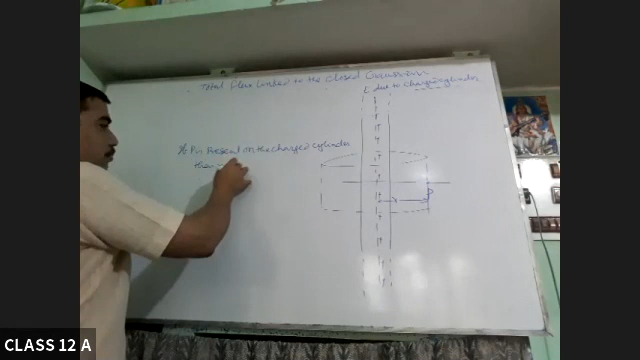 Total flux linked to the closed Gaussian
due to charged cylinder
If P is Present on the charged cylinder
then
P
CLASS 12 A